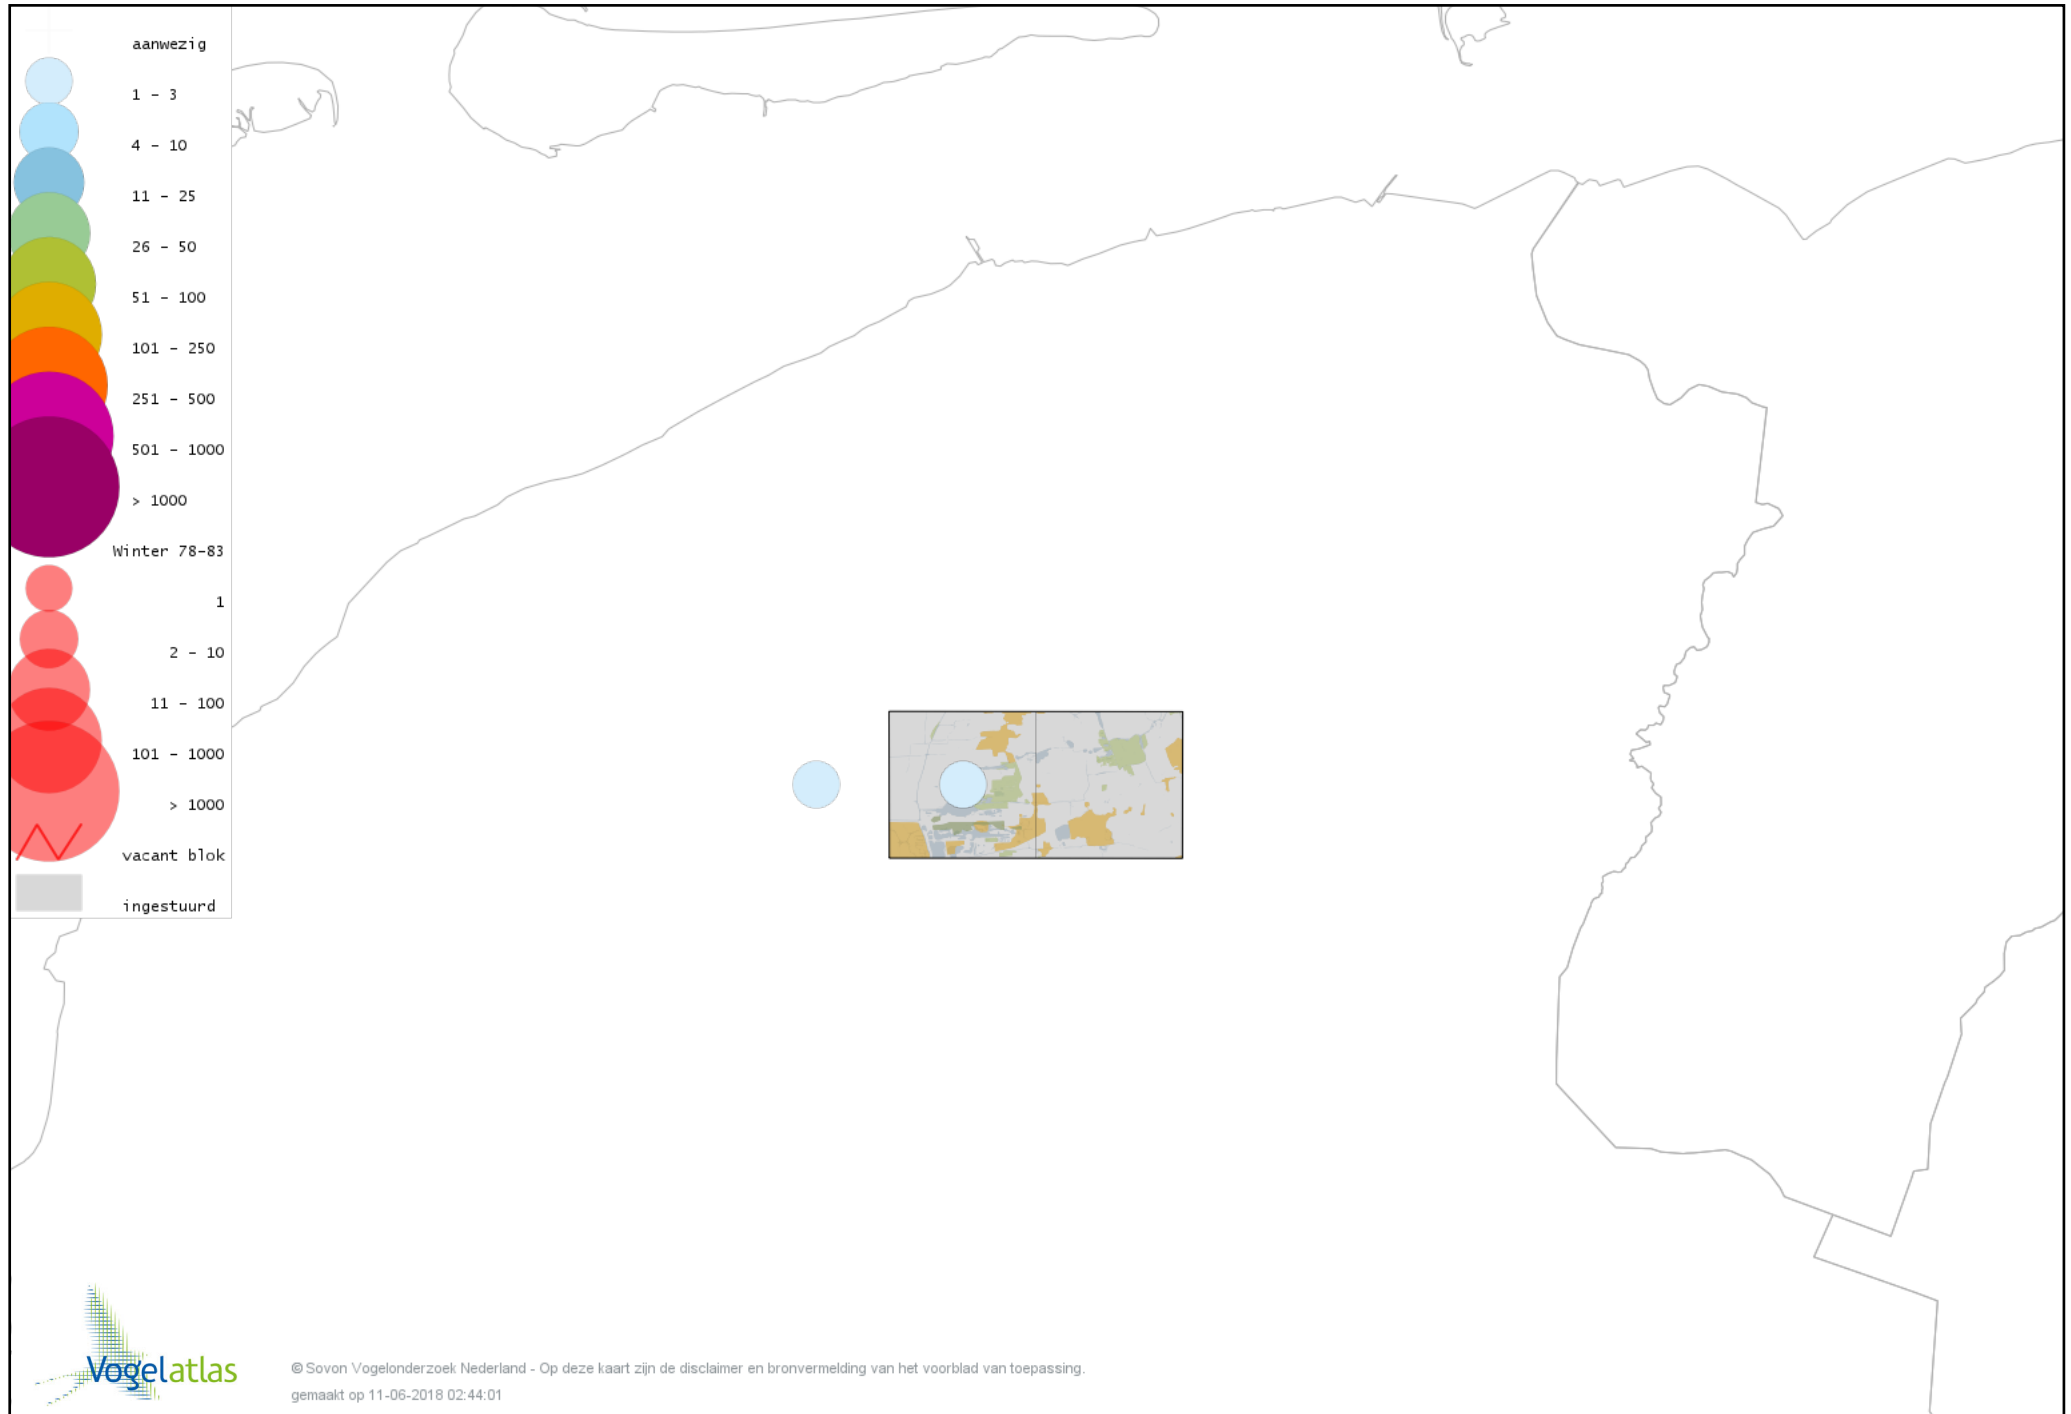 aanwezig
1 - 3
4 - 10
11 - 25
26 - 50
51 - 100
101 - 250
251 - 500
501 - 1000
> 1000
Winter 78-83
1
2 - 10
11 - 100
101 - 1000
> 1000
vacant blok
ingestuurd
Vogelatlas
© Sovon Vogelonderzoek Nederland - Op deze kaart zijn de disclaimer en bronvermelding van het voorblad van toepassing.
gemaakt op 11-06-2018 02:44:01